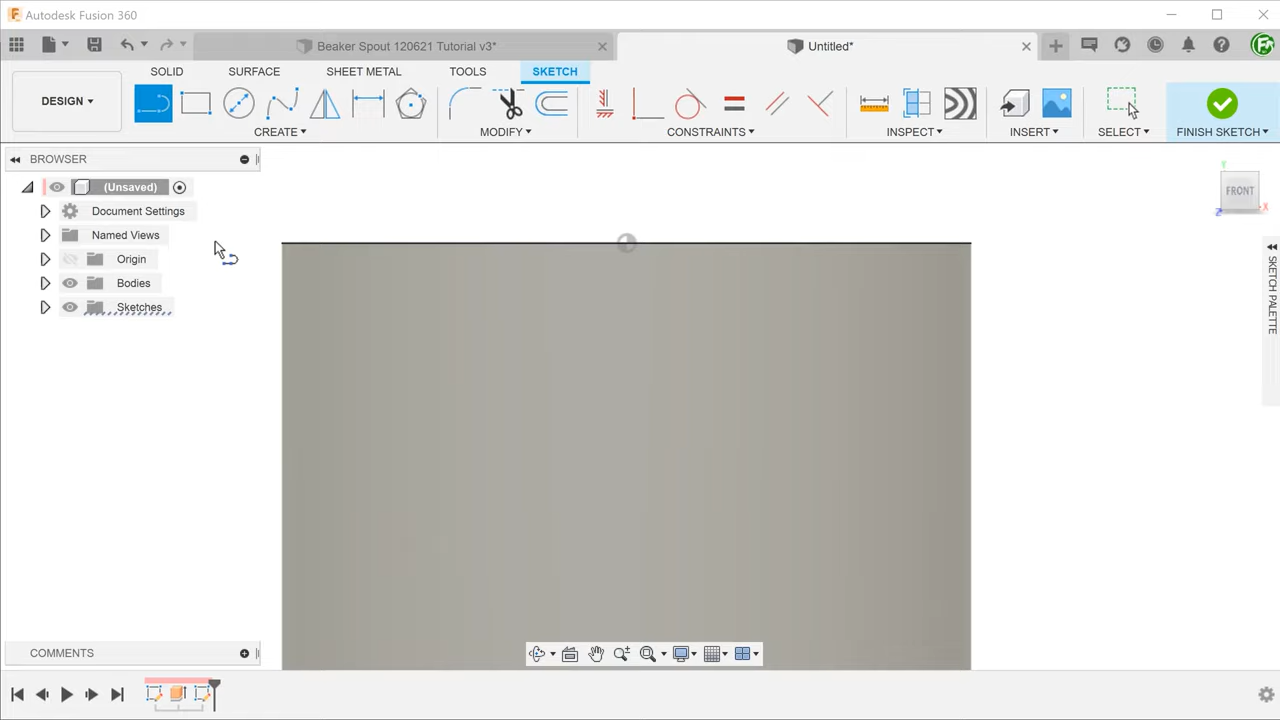 Autodesk Fusion 360
Beaker Spout 120621 Tutorial v3*
Untitled*
SOLID
SURFACE
SHEET METAL
TOOLS
SKETCH
DESIGN
CREATE
MODIFY
CONSTRAINTS
INSPECT
INSERT
SELECT
FINISH SKETCH
BROWSER
(Unsaved)
Document Settings
Named Views
Origin
Bodies
Sketches
FRONT
Y
X
Z
SKETCH PALETTE
COMMENTS